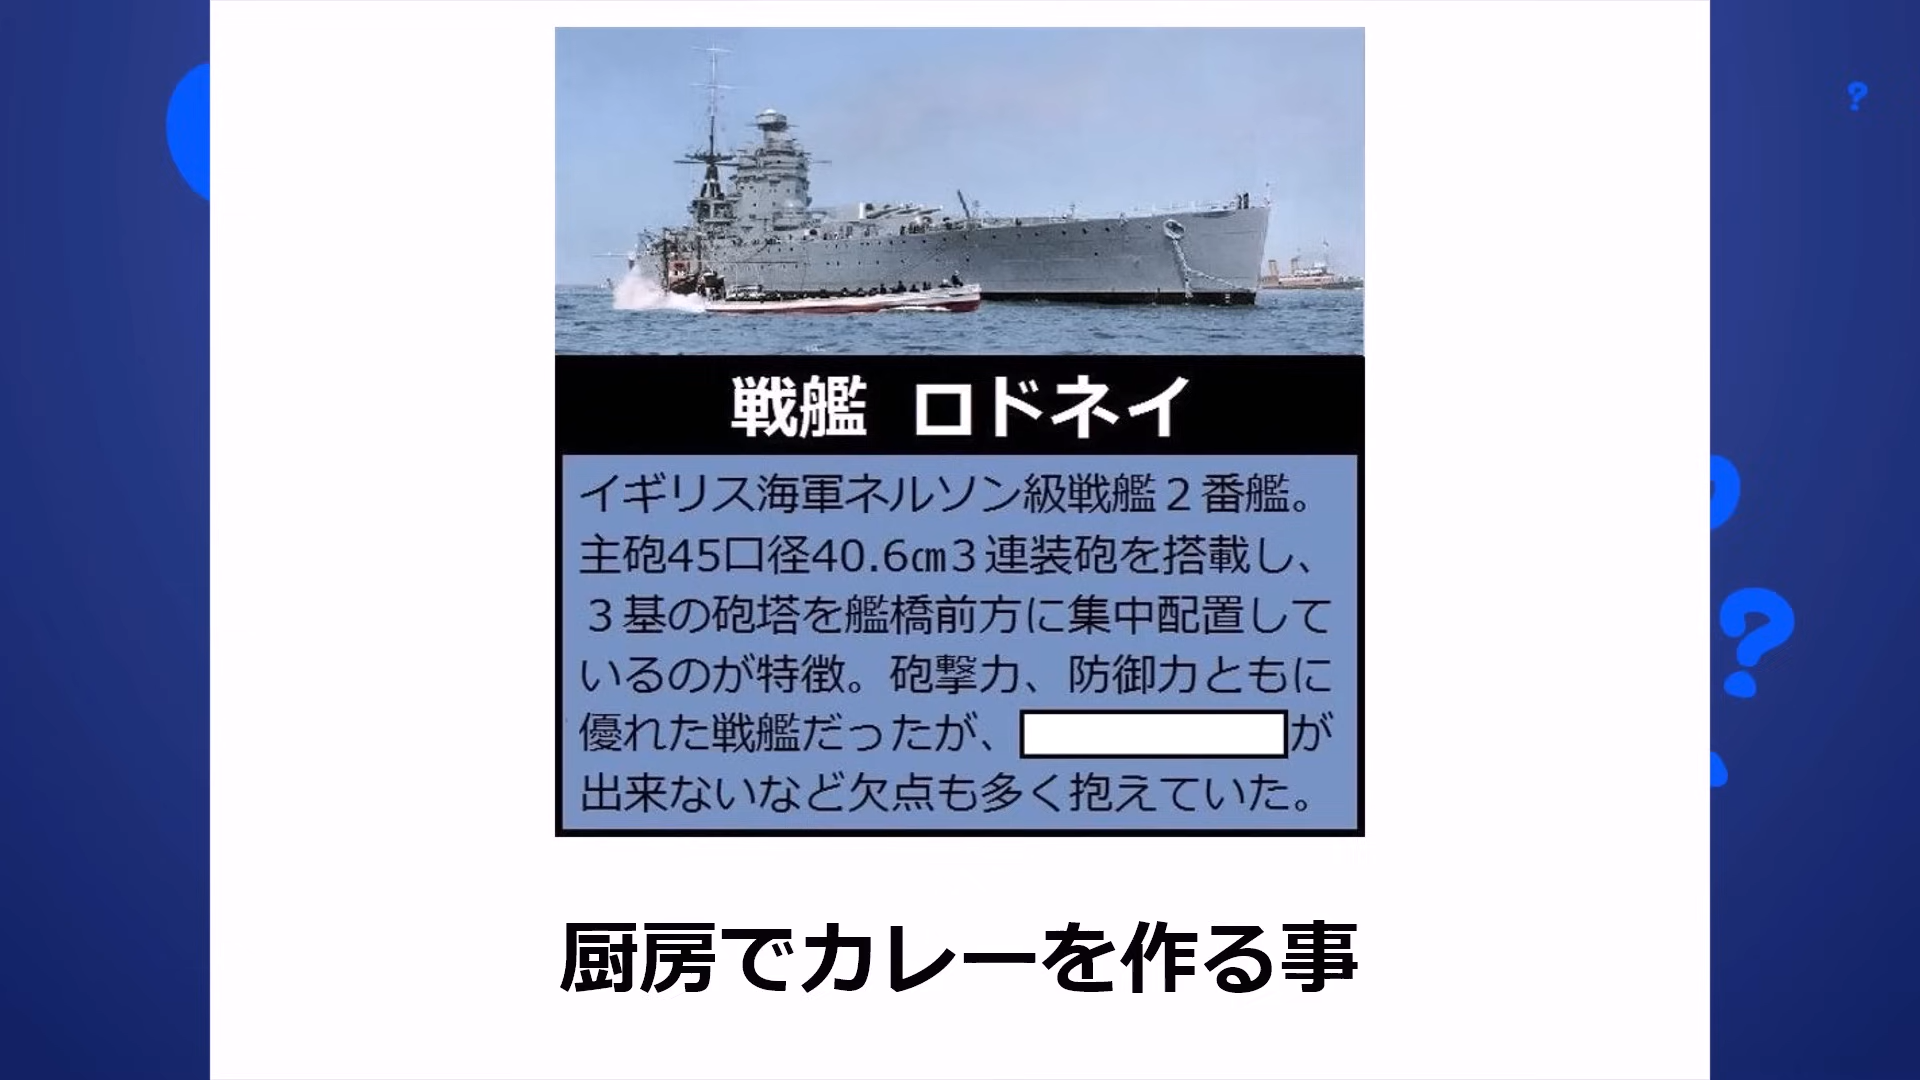 戦艦 ロドネイ
イギリス海軍ネルソン級戦艦２番艦。
主砲45口径40.6㎝３連装砲を搭載し、
３基の砲塔を艦橋前方に集中配置して
いるのが特徴。砲撃力、防御力ともに
優れた戦艦だったが、　　　　　　が
出来ないなど欠点も多く抱えていた。
厨房でカレーを作る事
?
?